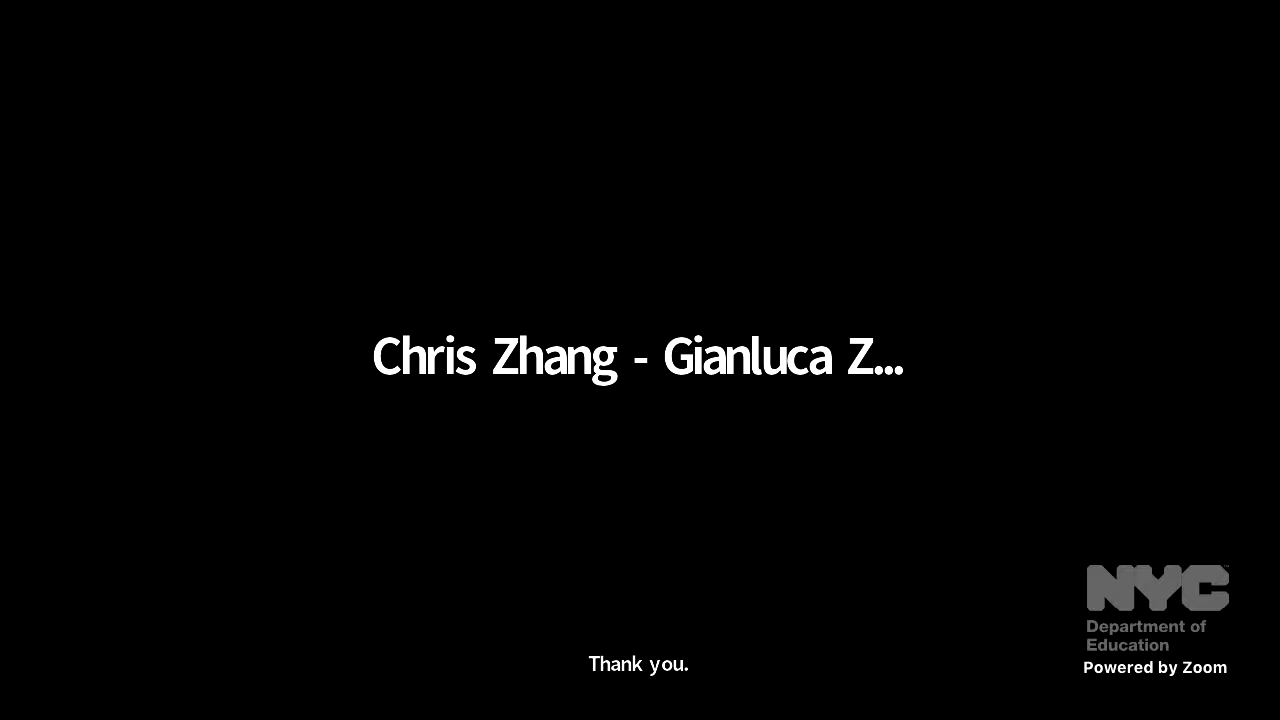 Chris Zhang - Gianluca Z...
NYC
Department of
Education
Thank you.
Powered by Zoom